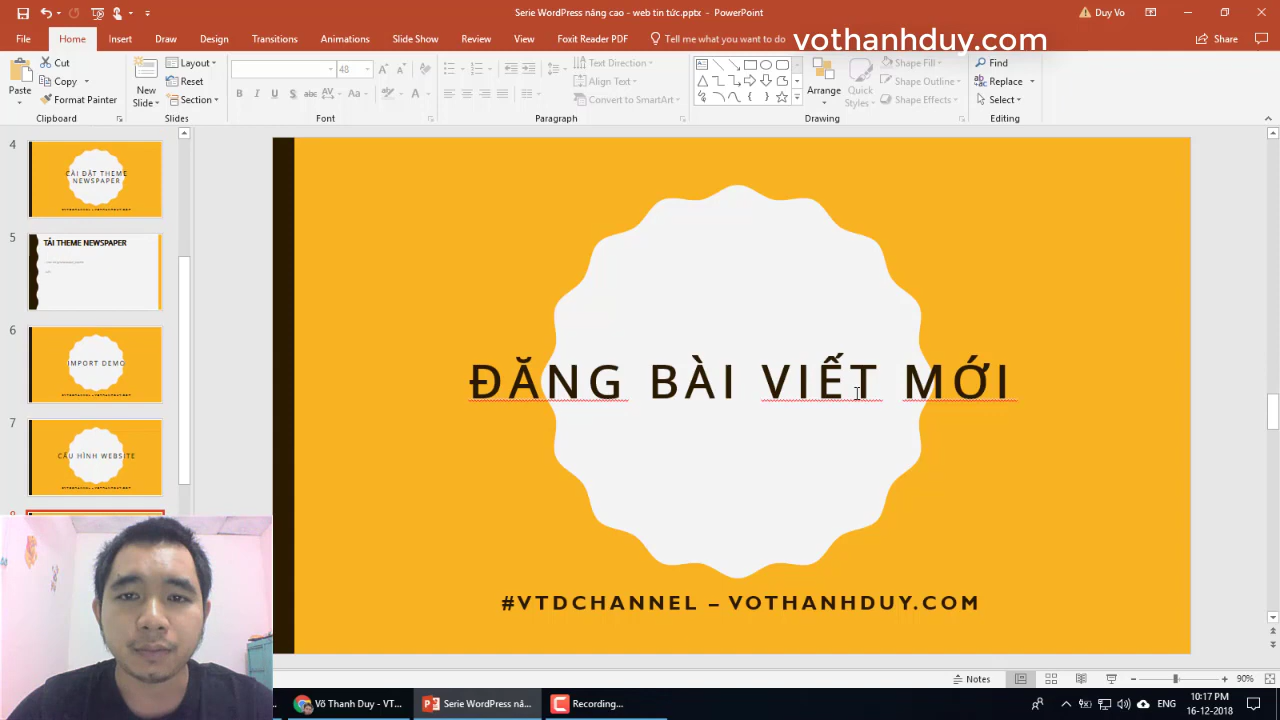 Serie WordPress nâng cao - web tin tức.pptx - PowerPoint
Duy Vo
File Home Insert Draw Design Transitions Animations Slide Show Review View Foxit Reader PDF Tell me what you want to do
vothanhduy.com
Share
Paste
Cut
Copy
Format Painter
Clipboard
New Slide
Layout
Reset
Section
Slides
48
Font
Text Direction
Align Text
Convert to SmartArt
Paragraph
Arrange
Quick Styles
Shape Fill
Shape Outline
Shape Effects
Drawing
Find
Replace
Select
Editing
4
CÀI ĐẶT THEME
NEWSPAPER
5
TẢI THEME NEWSPAPER
6
IMPORT DEMO
7
CẤU HÌNH WEBSITE
ĐĂNG BÀI VIẾT MỚI
#VTDCHANNEL – VOTHANHDUY.COM
Notes
90%
Võ Thanh Duy - VT...
Serie WordPress nâ...
Recording...
ENG
10:17 PM
16-12-2018